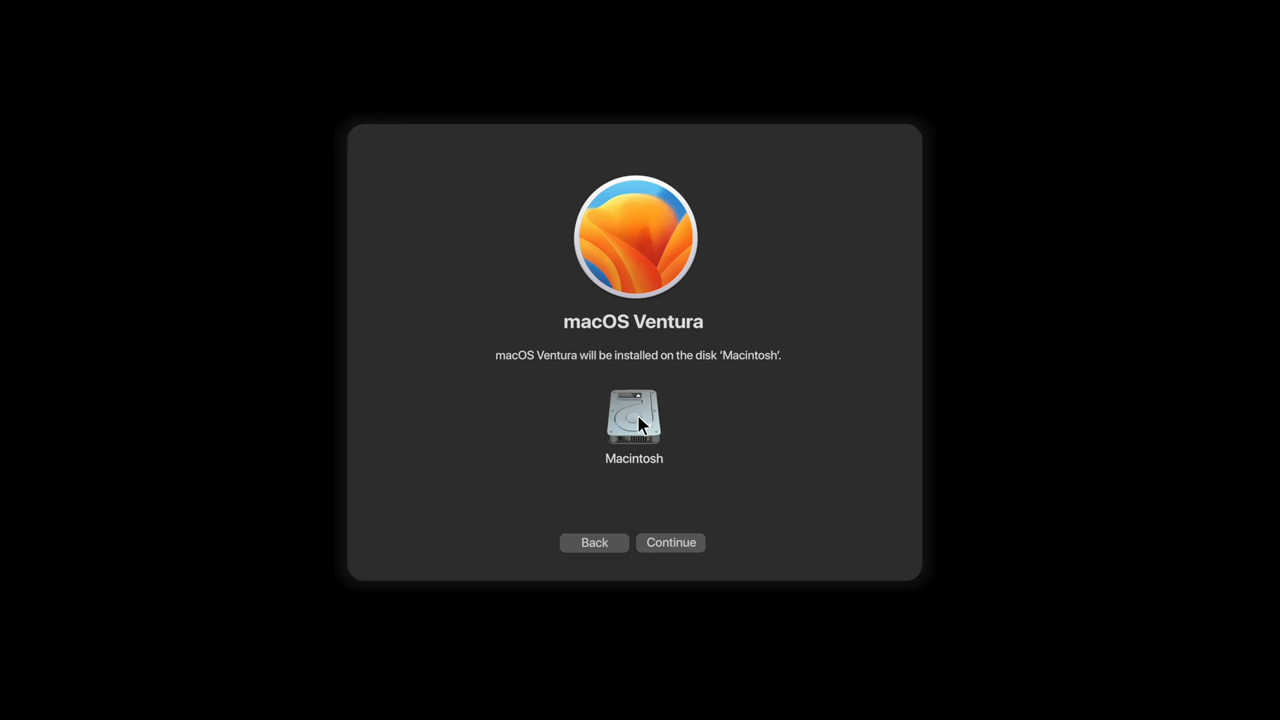 macOS Ventura
macOS Ventura will be installed on the disk ‘Macintosh’.
Macintosh
Back Continue